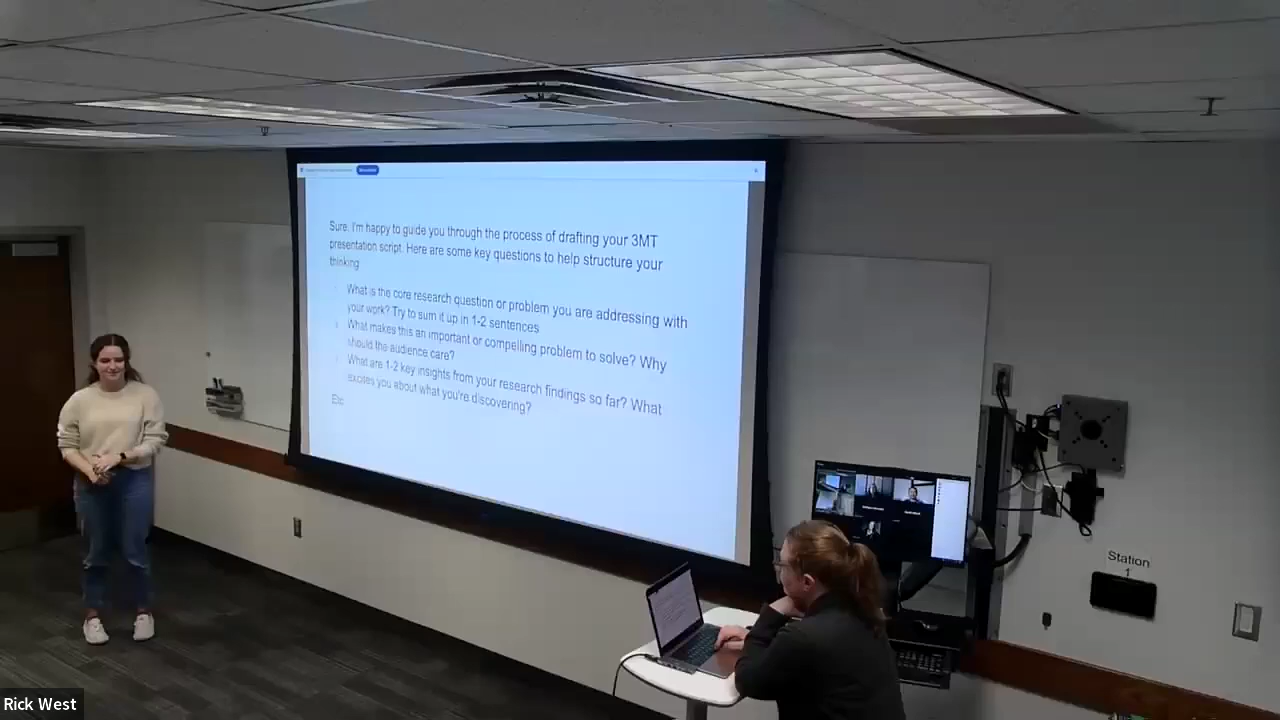 Sure. I'm happy to guide you through the process of drafting your 3MT
presentation script. Here are some key questions to help structure your
thinking
What is the core research question or problem you are addressing with
your work? Try to sum it up in 1-2 sentences
What makes this an important or compelling problem to solve? Why
should the audience care?
What are 1-2 key insights from your research findings so far? What
excites you about what you're discovering?
Etc
Station
1
Rick West